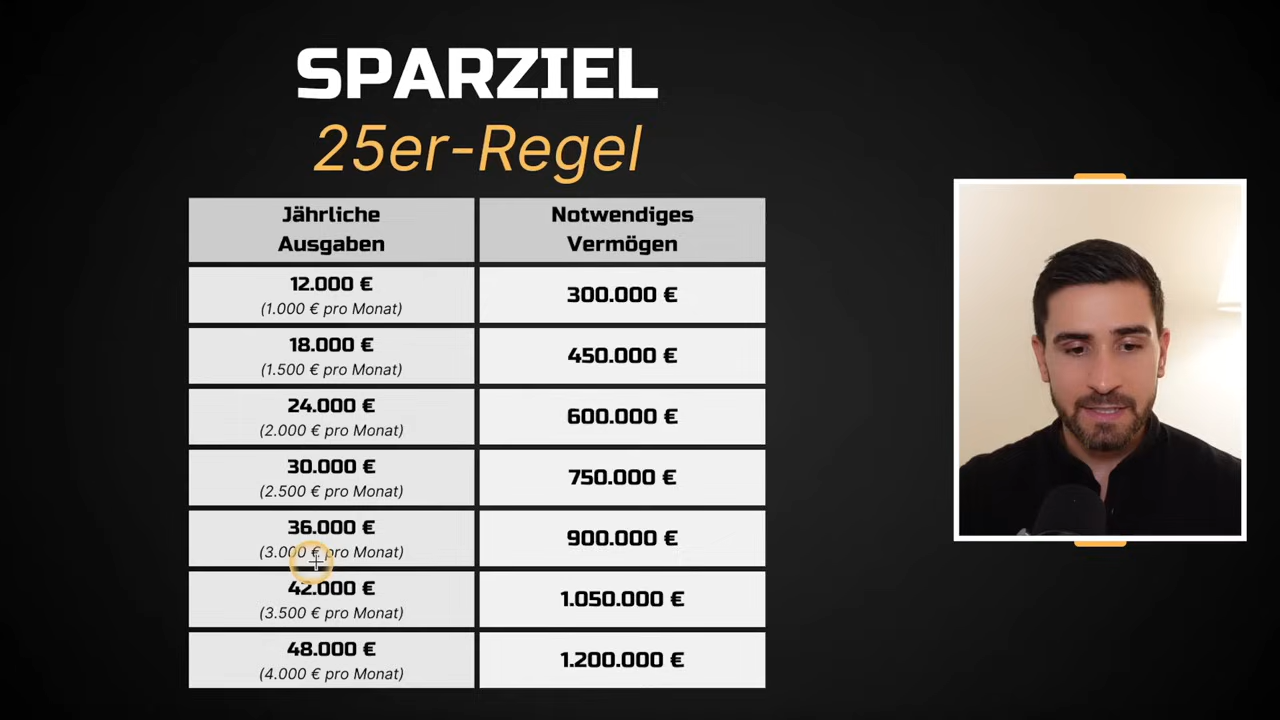 SPARZIEL
25er-Regel
Jährliche Ausgaben
Notwendiges Vermögen
12.000 €
(1.000 € pro Monat)
300.000 €
18.000 €
(1.500 € pro Monat)
450.000 €
24.000 €
(2.000 € pro Monat)
600.000 €
30.000 €
(2.500 € pro Monat)
750.000 €
36.000 €
(3.000 € pro Monat)
900.000 €
42.000 €
(3.500 € pro Monat)
1.050.000 €
48.000 €
(4.000 € pro Monat)
1.200.000 €